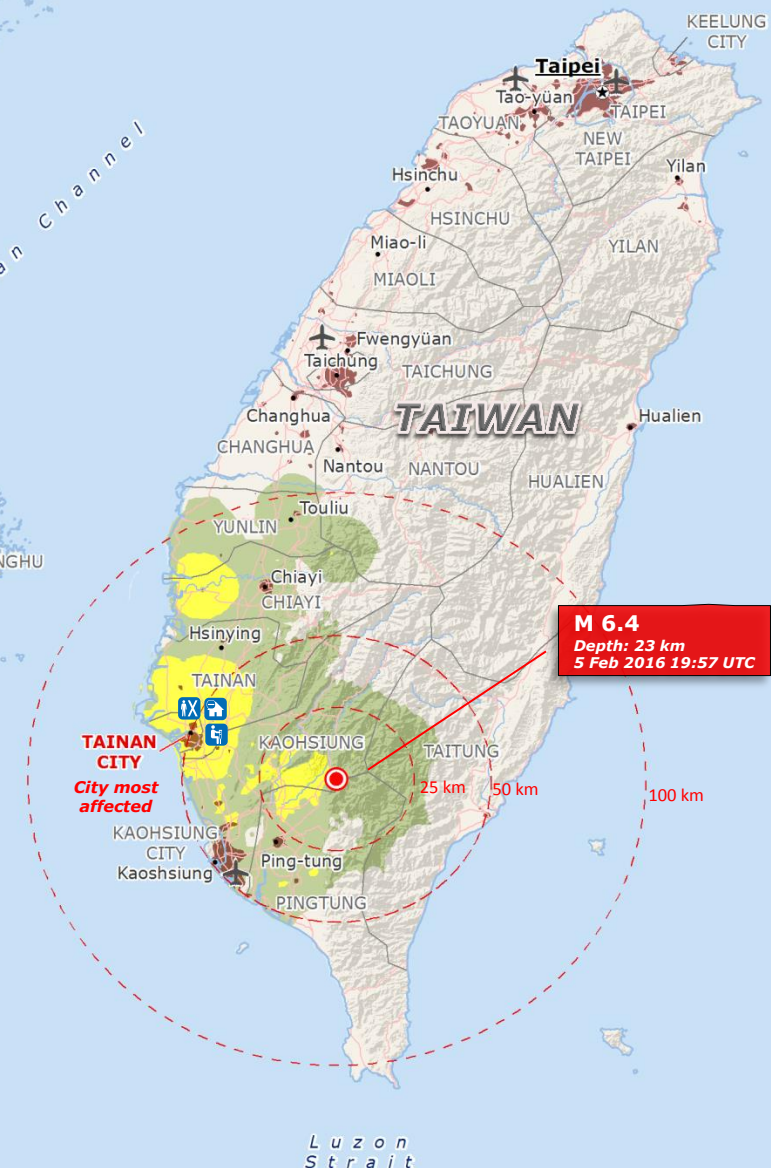 KEELUNG
CITY
Taipei
Tao-yüan
TAIPEI
TAOYUAN
NEW
TAIPEI
an Channel
Hsinchu
Yilan
HSINCHU
Miao-li
YILAN
MIAOLI
Fwengyüan
Taichung
TAICHUNG
TAIWAN
Changhua
Hualien
CHANGHUA
Nantou
NANTOU
HUALIEN
Touliu
YUNLIN
NGHU
Chiayi
CHIAYI
M 6.4
Depth: 23 km
5 Feb 2016 19:57 UTC
Hsinying
TAINAN
TAINAN
CITY
City most
affected
KAOHSIUNG
TAITUNG
25 km
50 km
100 km
KAOHSIUNG
CITY
Kaoshsiung
Ping-tung
PINGTUNG
Luzon
Strait